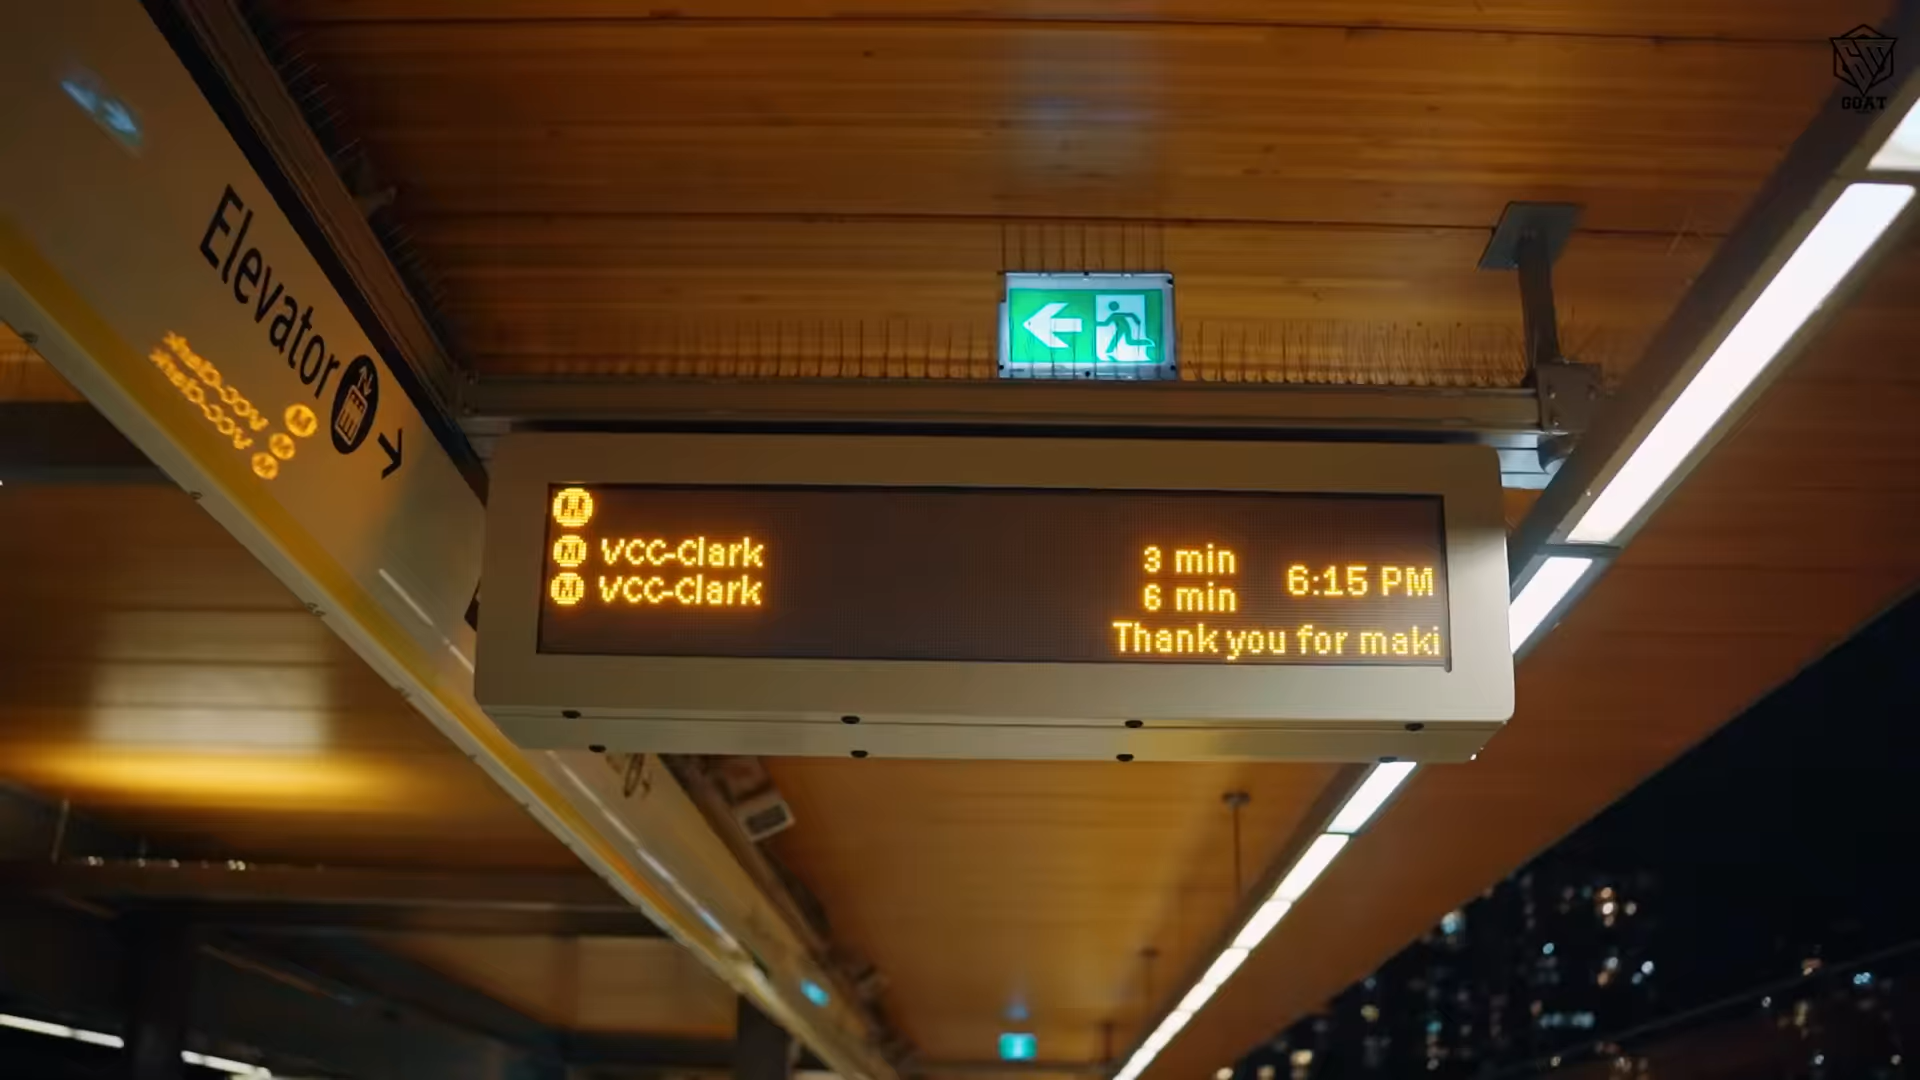 GOAT
Elevator
M
M VCC-Clark 3 min
M VCC-Clark 6 min
6:15 PM
Thank you for maki